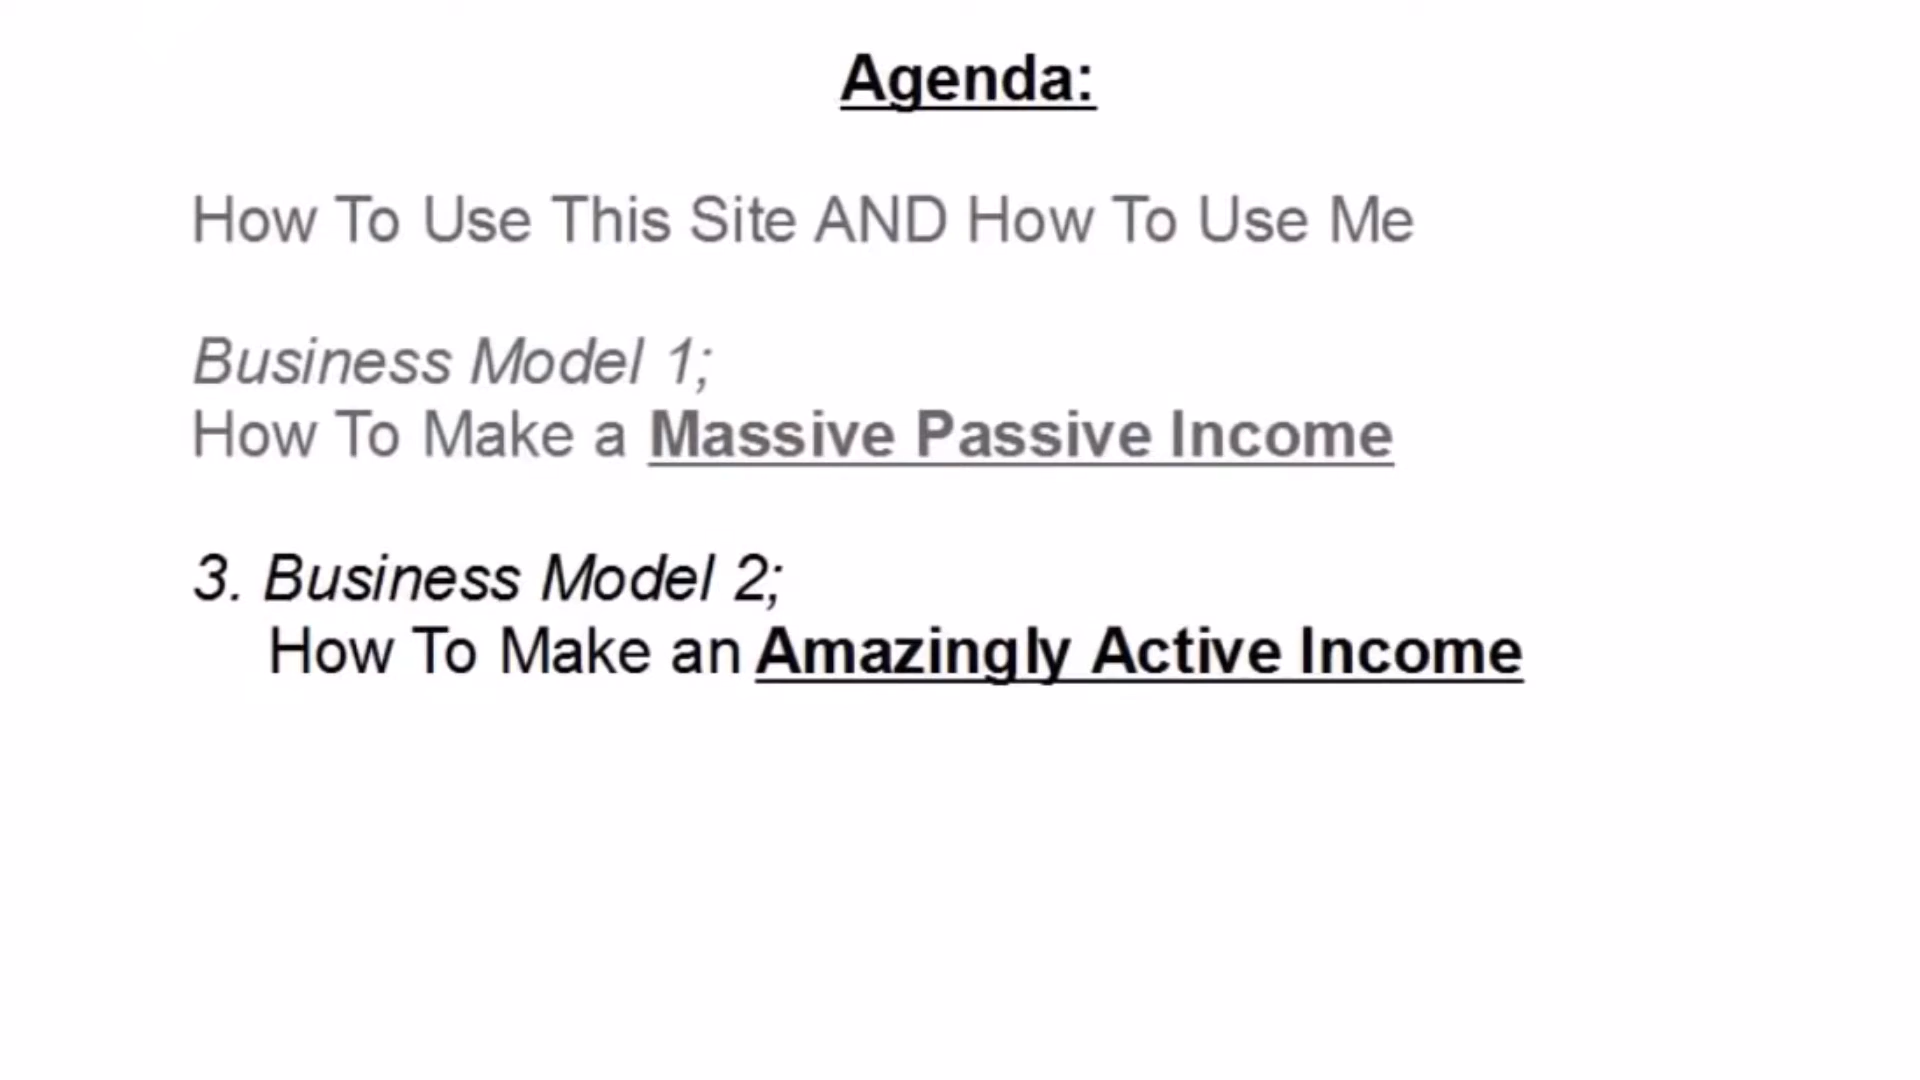 Agenda:
How To Use This Site AND How To Use Me
Business Model 1;
How To Make a Massive Passive Income
3. Business Model 2;
How To Make an Amazingly Active Income